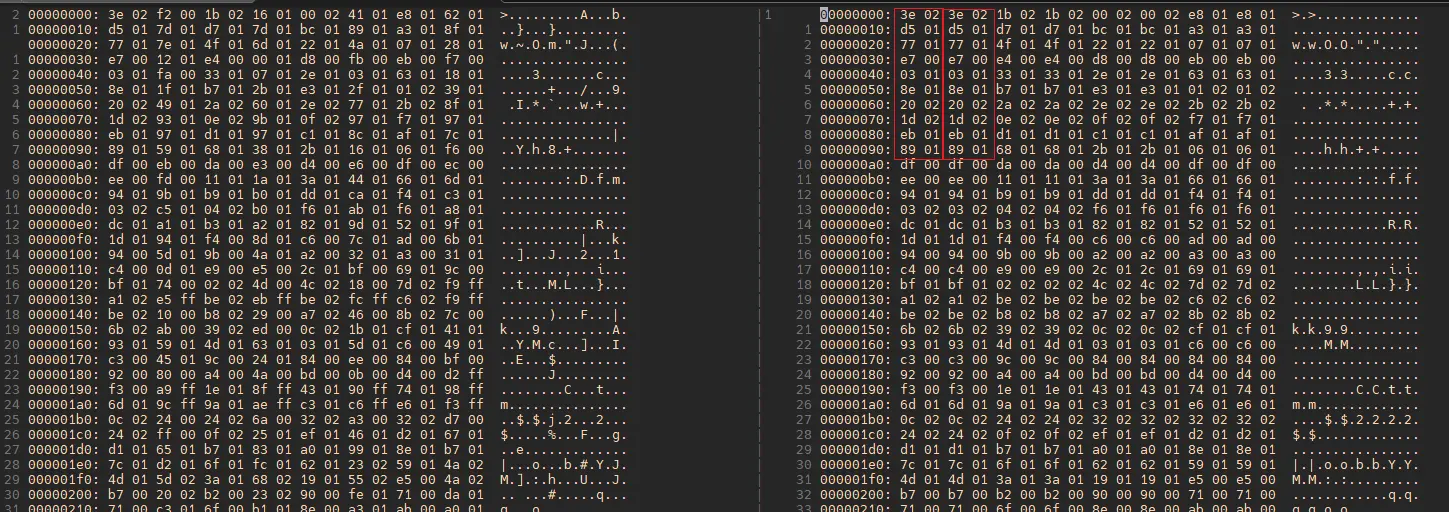 2 00000000: 3e 02 f2 00 1b 02 16 01 00 02 41 01 e8 01 62 01 >.........A...b.
1 00000010: d5 01 7d 01 d7 01 7d 01 bc 01 89 01 a3 01 8f 01 ..}...}.........
00000020: 77 01 7e 01 4f 01 6d 01 22 01 4a 01 07 01 28 01 w.~.O.m.".J...(.
1 00000030: e7 00 12 01 e4 00 01 01 d8 00 fb 00 eb 00 f7 00 ................
2 00000040: 03 01 fa 00 33 01 07 01 2e 01 03 01 63 01 18 01 ....3.......c...
3 00000050: 8e 01 1f 01 b7 01 2b 01 e3 01 2f 01 01 02 39 01 ......+.../...9.
4 00000060: 20 02 49 01 2a 02 60 01 2e 02 77 01 2b 02 8f 01  .I.*.`...w.+...
5 00000070: 1d 02 93 01 0e 02 9b 01 0f 02 97 01 f7 01 97 01 ................
6 00000080: eb 01 97 01 d1 01 97 01 c1 01 8c 01 af 01 7c 01 ..............|.
7 00000090: 89 01 59 01 68 01 38 01 2b 01 16 01 06 01 f6 00 ..Y.h.8.+.......
8 000000a0: df 00 eb 00 da 00 e3 00 d4 00 e6 00 df 00 ec 00 ................
9 000000b0: ee 00 fd 00 11 01 1a 01 3a 01 44 01 66 01 6d 01 ........:.D.f.m.
10 000000c0: 94 01 9b 01 b9 01 b0 01 dd 01 ca 01 f4 01 c3 01 ................
11 000000d0: 03 02 c5 01 04 02 b0 01 f6 01 ab 01 f6 01 a8 01 ................
12 000000e0: dc 01 a1 01 b3 01 a2 01 82 01 9d 01 52 01 9f 01 ............R...
13 000000f0: 1d 01 94 01 f4 00 8d 01 c6 00 7c 01 ad 00 6b 01 ..........|...k.
14 00000100: 94 00 5d 01 9b 00 4a 01 a2 00 32 01 a3 00 31 01 ..]...J...2...1.
15 00000110: c4 00 0d 01 e9 00 e5 00 2c 01 bf 00 69 01 9c 00 ........,...i...
16 00000120: bf 01 74 00 02 02 4d 00 4c 02 18 00 7d 02 f9 ff ..t...M.L...}...
17 00000130: a1 02 e5 ff be 02 eb ff be 02 fc ff c6 02 f9 ff ................
18 00000140: be 02 10 00 b8 02 29 00 a7 02 46 00 8b 02 7c 00 ......)...F...|.
19 00000150: 6b 02 ab 00 39 02 ed 00 0c 02 1b 01 cf 01 41 01 k...9.........A.
20 00000160: 93 01 59 01 4d 01 63 01 03 01 5d 01 c6 00 49 01 ..Y.M.c...]...I.
21 00000170: c3 00 45 01 9c 00 24 01 84 00 ee 00 84 00 bf 00 ..E...$.........
22 00000180: 92 00 80 00 a4 00 4a 00 bd 00 0b 00 d4 00 d2 ff ......J.........
23 00000190: f3 00 a9 ff 1e 01 8f ff 43 01 90 ff 74 01 98 ff ........C...t...
24 000001a0: 6d 01 9c ff 9a 01 ae ff c3 01 c6 ff e6 01 f3 ff m...............
25 000001b0: 0c 02 24 00 24 02 6a 00 32 02 a3 00 32 02 d7 00 ..$.$.j.2...2...
26 000001c0: 24 02 ff 00 0f 02 25 01 ef 01 46 01 d2 01 67 01 $.....%...F...g.
27 000001d0: d1 01 65 01 b7 01 83 01 a0 01 99 01 8e 01 b7 01 ..e.............
28 000001e0: 7c 01 d2 01 6f 01 fc 01 62 01 23 02 59 01 4a 02 |...o...b.#.Y.J.
29 000001f0: 4d 01 5d 02 3a 01 68 02 19 01 55 02 e5 00 4a 02 M.].:.h...U...J.
30 00000200: b7 00 20 02 b2 00 23 02 90 00 fe 01 71 00 da 01 .. ...#.....q...
31 00000210: 71 00 c3 01 6f 00 b1 01 8e 00 a3 01 ab 00 a0 01 q...o...........
1 00000000: 3e 02 3e 02 1b 02 1b 02 00 02 00 02 e8 01 e8 01 >.>.............
1 00000010: d5 01 d5 01 d7 01 d7 01 bc 01 bc 01 a3 01 a3 01 ................
2 00000020: 77 01 77 01 4f 01 4f 01 22 01 22 01 07 01 07 01 w.w.O.O.".".....
3 00000030: e7 00 e7 00 e4 00 e4 00 d8 00 d8 00 eb 00 eb 00 ................
4 00000040: 03 01 03 01 33 01 33 01 2e 01 2e 01 63 01 63 01 ....3.3.....c.c.
5 00000050: 8e 01 8e 01 b7 01 b7 01 e3 01 e3 01 01 02 01 02 ................
6 00000060: 20 02 20 02 2a 02 2a 02 2e 02 2e 02 2b 02 2b 02  . .*.*.....+.+.
7 00000070: 1d 02 1d 02 0e 02 0e 02 0f 02 0f 02 f7 01 f7 01 ................
8 00000080: eb 01 eb 01 d1 01 d1 01 c1 01 c1 01 af 01 af 01 ................
9 00000090: 89 01 89 01 68 01 68 01 2b 01 2b 01 06 01 06 01 ....h.h.+.+.....
10 000000a0: df 00 df 00 da 00 da 00 d4 00 d4 00 df 00 df 00 ................
11 000000b0: ee 00 ee 00 11 01 11 01 3a 01 3a 01 66 01 66 01 ........:.:.f.f.
12 000000c0: 94 01 94 01 b9 01 b9 01 dd 01 dd 01 f4 01 f4 01 ................
13 000000d0: 03 02 03 02 04 02 04 02 f6 01 f6 01 f6 01 f6 01 ................
14 000000e0: dc 01 dc 01 b3 01 b3 01 82 01 82 01 52 01 52 01 ............R.R.
15 000000f0: 1d 01 1d 01 f4 00 f4 00 c6 00 c6 00 ad 00 ad 00 ................
16 00000100: 94 00 94 00 9b 00 9b 00 a2 00 a2 00 a3 00 a3 00 ................
17 00000110: c4 00 c4 00 e9 00 e9 00 2c 01 2c 01 69 01 69 01 ........,.,.i.i.
18 00000120: bf 01 bf 01 02 02 02 02 4c 02 4c 02 7d 02 7d 02 ........L.L.}.}.
19 00000130: a1 02 a1 02 be 02 be 02 be 02 be 02 c6 02 c6 02 ................
20 00000140: be 02 be 02 b8 02 b8 02 a7 02 a7 02 8b 02 8b 02 ................
21 00000150: 6b 02 6b 02 39 02 39 02 0c 02 0c 02 cf 01 cf 01 k.k.9.9.........
22 00000160: 93 01 93 01 4d 01 4d 01 03 01 03 01 c6 00 c6 00 ....M.M.........
23 00000170: c3 00 c3 00 9c 00 9c 00 84 00 84 00 84 00 84 00 ................
24 00000180: 92 00 92 00 a4 00 a4 00 bd 00 bd 00 d4 00 d4 00 ................
25 00000190: f3 00 f3 00 1e 01 1e 01 43 01 43 01 74 01 74 01 ........C.C.t.t.
26 000001a0: 6d 01 6d 01 9a 01 9a 01 c3 01 c3 01 e6 01 e6 01 m.m.............
27 000001b0: 0c 02 0c 02 24 02 24 02 32 02 32 02 32 02 32 02 ....$.$.2.2.2.2.
28 000001c0: 24 02 24 02 0f 02 0f 02 ef 01 ef 01 d2 01 d2 01 $.$.............
29 000001d0: d1 01 d1 01 b7 01 b7 01 a0 01 a0 01 8e 01 8e 01 ................
30 000001e0: 7c 01 7c 01 6f 01 6f 01 62 01 62 01 59 01 59 01 |.|.o.o.b.b.Y.Y.
31 000001f0: 4d 01 4d 01 3a 01 3a 01 19 01 19 01 e5 00 e5 00 M.M.:.:.........
32 00000200: b7 00 b7 00 b2 00 b2 00 90 00 90 00 71 00 71 00 ............q.q.
33 00000210: 71 00 71 00 6f 00 6f 00 8e 00 8e 00 ab 00 ab 00 q.q.o.o.........